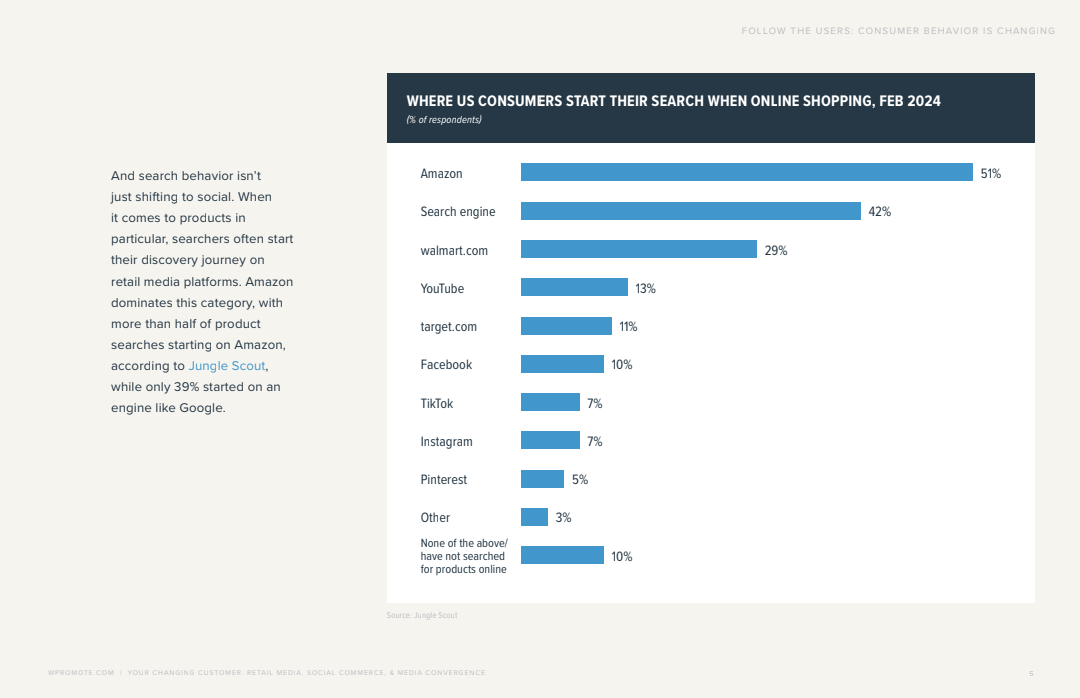 FOLLOW THE USERS: CONSUMER BEHAVIOR IS CHANGING
And search behavior isn't
just shifting to social. When
it comes to products in
particular, searchers often start
their discovery journey on
retail media platforms. Amazon
dominates this category, with
more than half of product
searches starting on Amazon,
according to Jungle Scout,
while only 39% started on an
engine like Google.
WHERE US CONSUMERS START THEIR SEARCH WHEN ONLINE SHOPPING, FEB 2024
(% of respondents)
Amazon 51%
Search engine 42%
walmart.com 29%
YouTube 13%
target.com 11%
Facebook 10%
TikTok 7%
Instagram 7%
Pinterest 5%
Other 3%
None of the above/
have not searched
for products online 10%
Source: Jungle Scout
WPROMOTE.COM | YOUR CHANGING CUSTOMER: RETAIL MEDIA, SOCIAL COMMERCE, & MEDIA CONVERGENCE 5